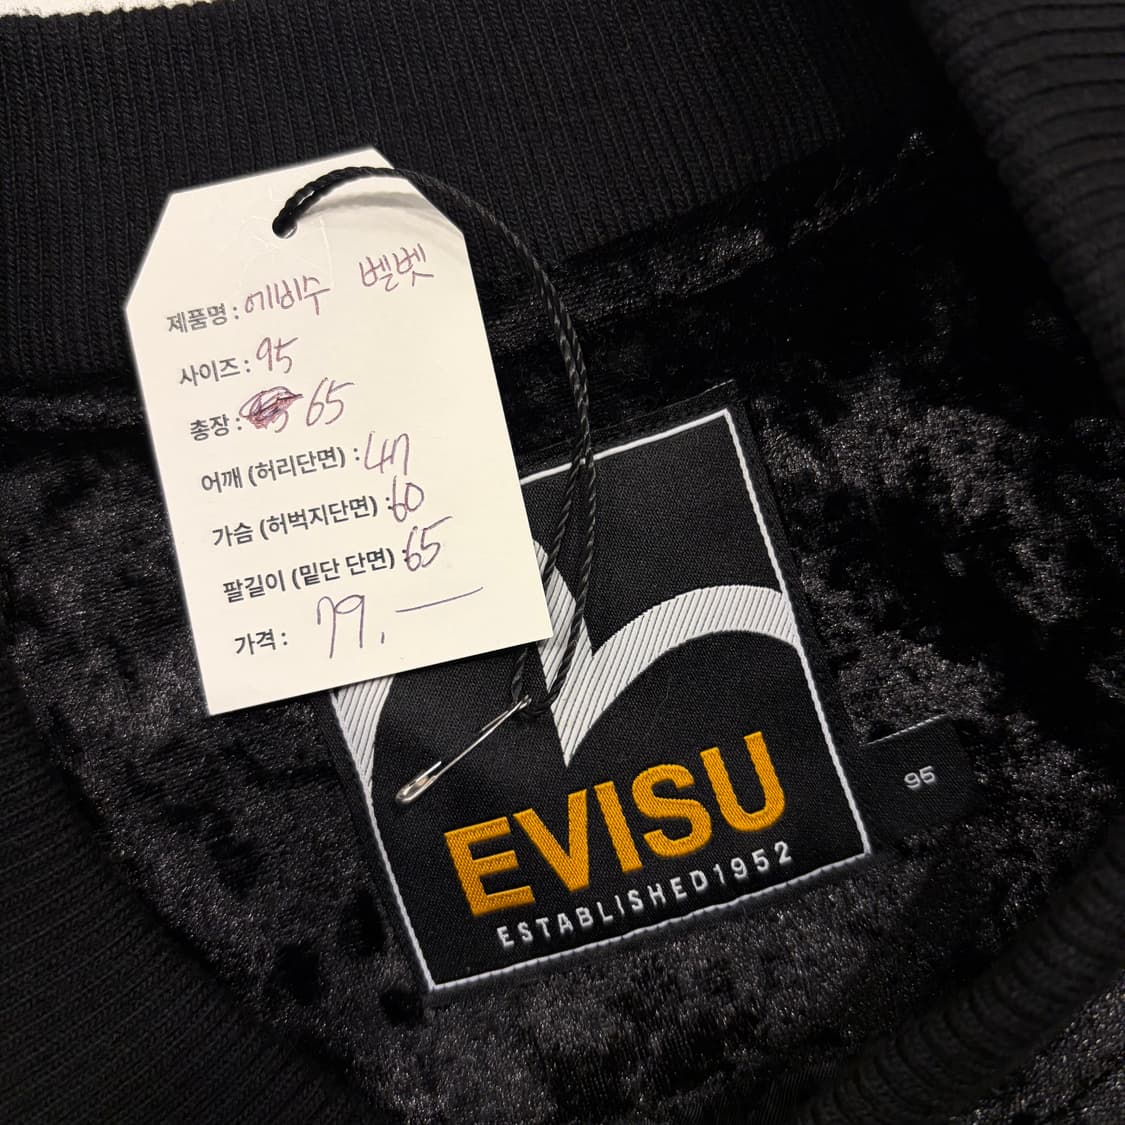 제품명 : 에비수 벨벳
사이즈 : 95
총장 : 65
어깨 (허리단면) : 47
가슴 (허벅지단면) : 60
팔길이 (밑단 단면) : 65
가격 : 79.—
EVISU
ESTABLISHED1952
95